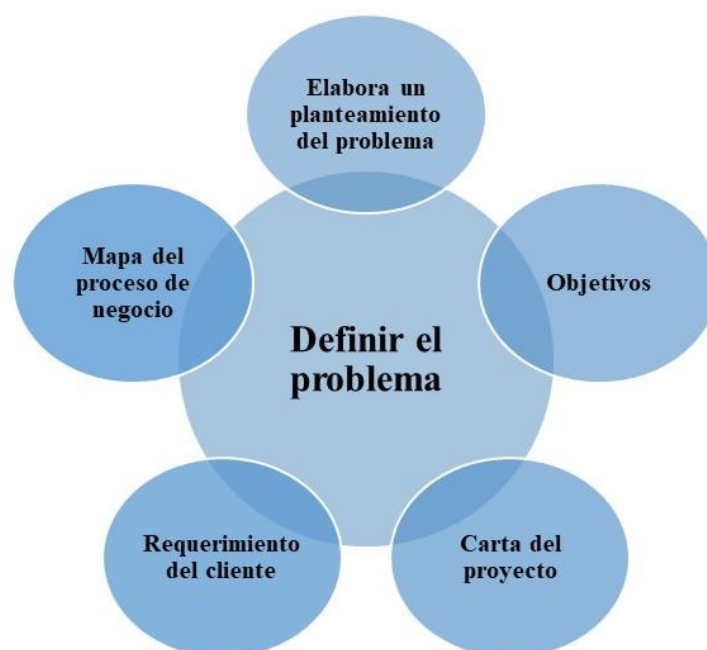 Elabora un
planteamiento
del problema
Objetivos
Carta del
proyecto
Requerimiento
del cliente
Mapa del
proceso de
negocio
Definir el
problema